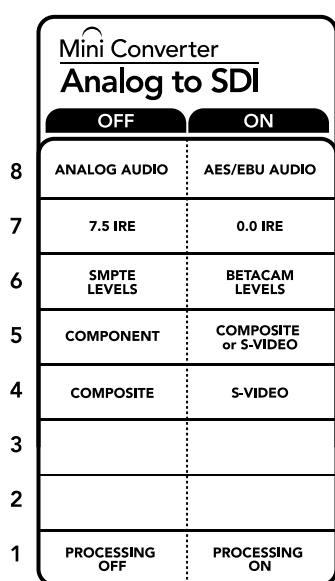 Mini Converter
Analog to SDI
OFF ON
8 ANALOG AUDIO AES/EBU AUDIO
7 7.5 IRE 0.0 IRE
6 SMPTE LEVELS BETACAM LEVELS
5 COMPONENT COMPOSITE or S-VIDEO
4 COMPOSITE S-VIDEO
3
2
1 PROCESSING OFF PROCESSING ON